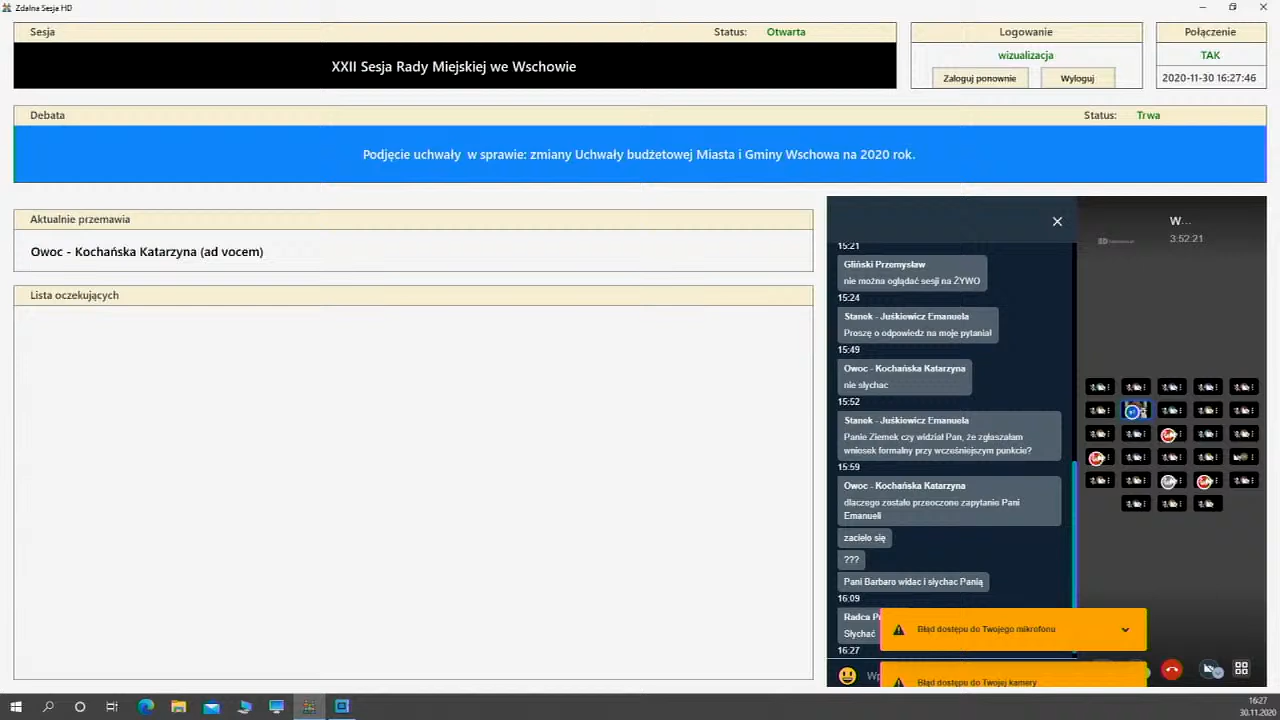 Zdalna Sesja HD
Sesja
Status: Otwarta
XXII Sesja Rady Miejskiej we Wschowie
Logowanie
wizualizacja
Zaloguj ponownie
Wyloguj
Połączenie
TAK
2020-11-30 16:27:46
Debata
Status: Trwa
Podjęcie uchwały w sprawie: zmiany Uchwały budżetowej Miasta i Gminy Wschowa na 2020 rok.
Aktualnie przemawia
Owoc - Kochańska Katarzyna (ad vocem)
Lista oczekujących
W...
3:52:21
15:21
Gliński Przemysław
nie można oglądać sesji na ŻYWO
15:24
Stanek - Juśkiewicz Emanuela
Proszę o odpowiedz na moje pytania!
15:49
Owoc - Kochańska Katarzyna
nie slychac
15:52
Stanek - Juśkiewicz Emanuela
Panie Ziemek czy widział Pan, że zgłaszałam
wniosek formalny przy wcześniejszym punkcie?
15:59
Owoc - Kochańska Katarzyna
dlaczego zostało przeoczone zapytanie Pani
Emanueli
zacielo się
???
Pani Barbaro widac i slychac Panią
16:09
Radca P
Słychać
16:27
Błąd dostępu do Twojego mikrofonu
Błąd dostępu do Twojej kamery
16:27
30.11.2020